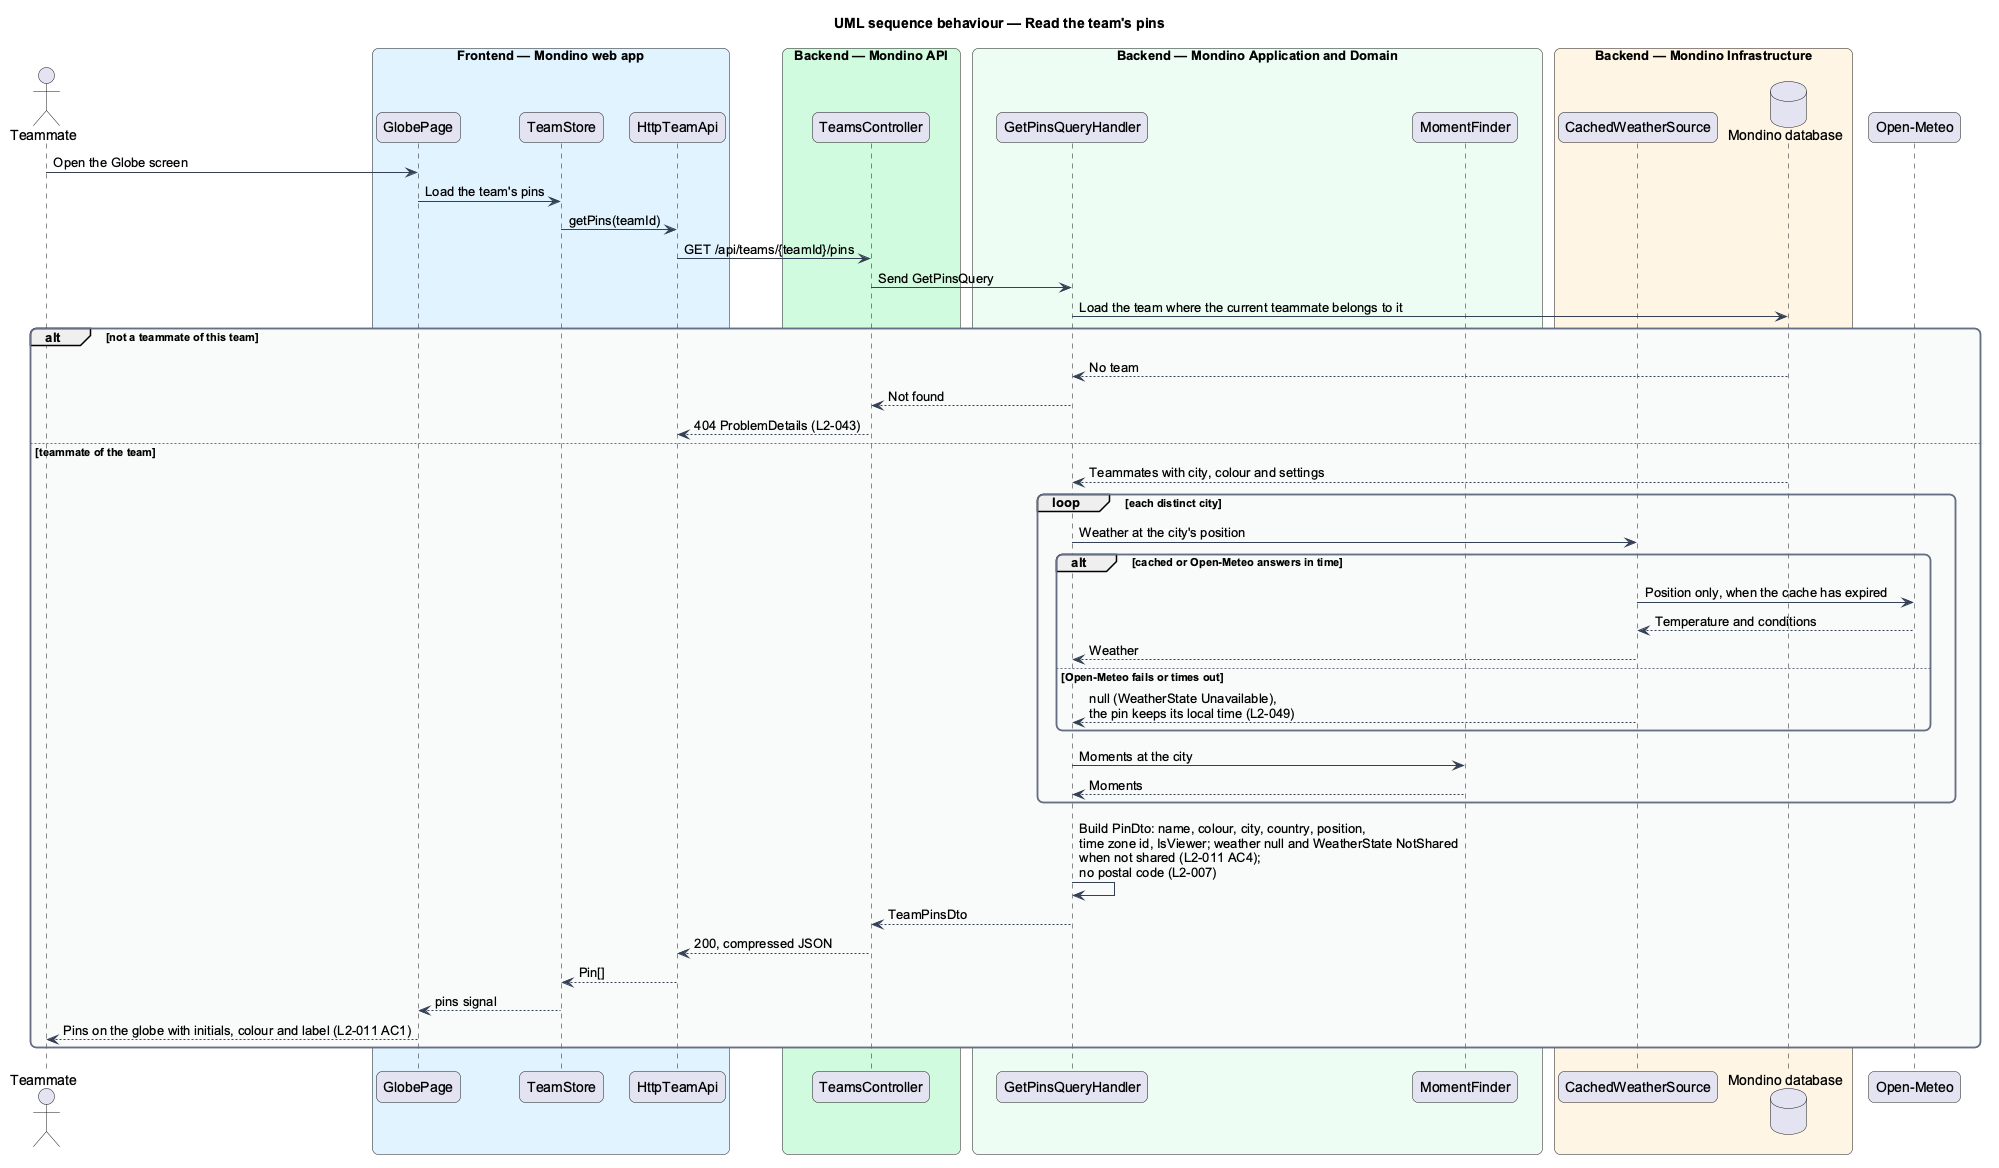 UML sequence behaviour — Read the team's pins
Frontend — Mondino web app
Backend — Mondino API
Backend — Mondino Application and Domain
Backend — Mondino Infrastructure
Teammate
GlobePage
TeamStore
HttpTeamApi
TeamsController
GetPinsQueryHandler
MomentFinder
CachedWeatherSource
Mondino database
Open-Meteo
Open the Globe screen
Load the team's pins
getPins(teamId)
GET /api/teams/{teamId}/pins
Send GetPinsQuery
Load the team where the current teammate belongs to it
alt
[not a teammate of this team]
No team
Not found
404 ProblemDetails (L2-043)
[teammate of the team]
Teammates with city, colour and settings
loop
[each distinct city]
Weather at the city's position
alt
[cached or Open-Meteo answers in time]
Position only, when the cache has expired
Temperature and conditions
Weather
[Open-Meteo fails or times out]
null (WeatherState Unavailable),
the pin keeps its local time (L2-049)
Moments at the city
Moments
Build PinDto: name, colour, city, country, position,
time zone id, IsViewer; weather null and WeatherState NotShared
when not shared (L2-011 AC4);
no postal code (L2-007)
TeamPinsDto
200, compressed JSON
Pin[]
pins signal
Pins on the globe with initials, colour and label (L2-011 AC1)
Teammate
GlobePage
TeamStore
HttpTeamApi
TeamsController
GetPinsQueryHandler
MomentFinder
CachedWeatherSource
Mondino database
Open-Meteo